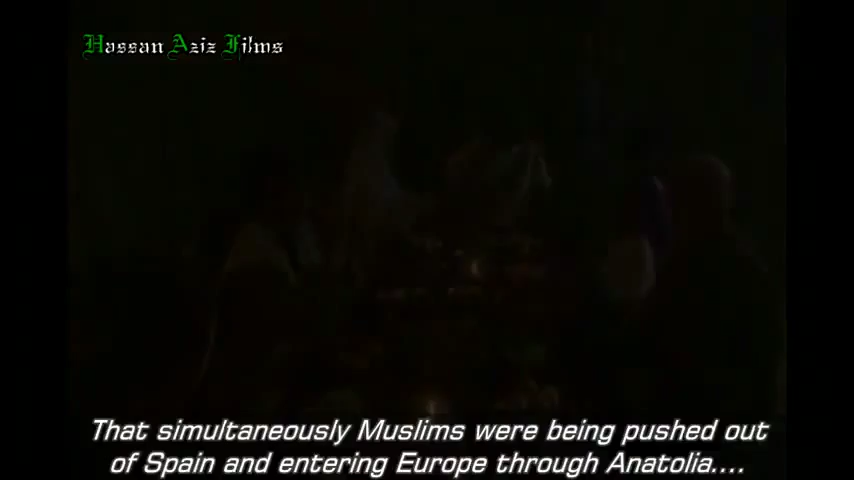 Hassan Aziz Films
That simultaneously Muslims were being pushed out
of Spain and entering Europe through Anatolia....